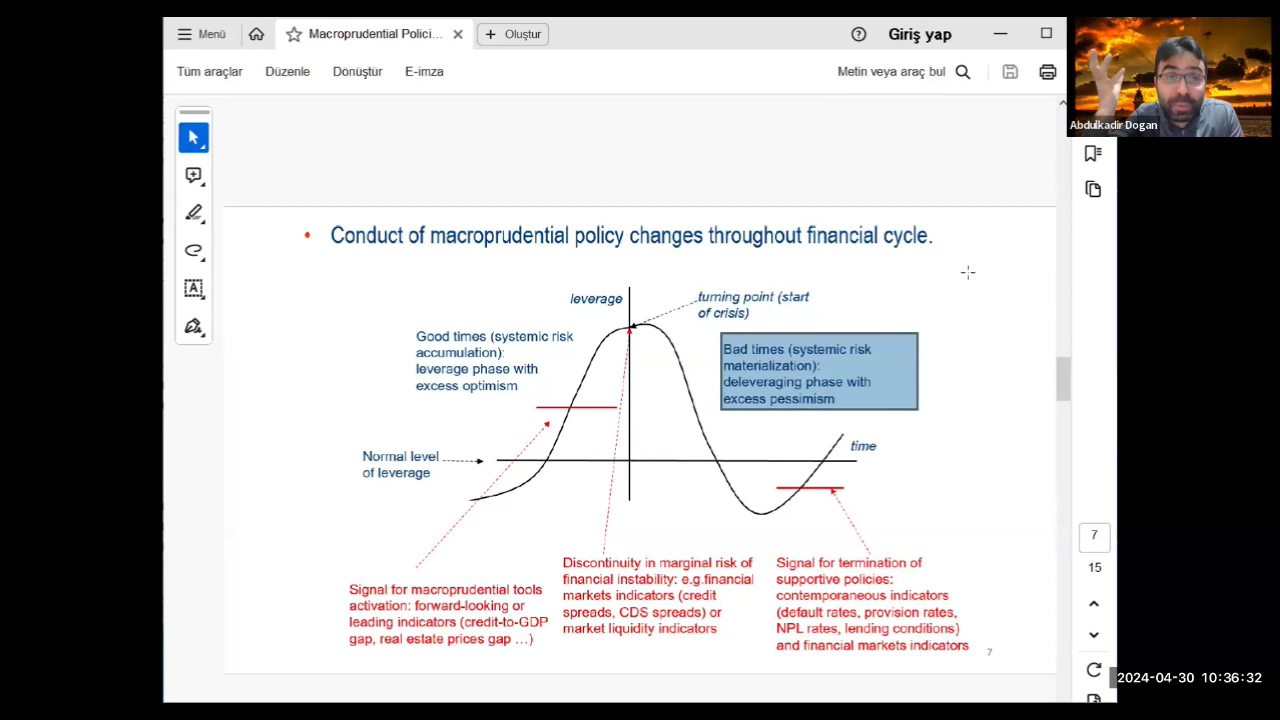 Menü
Macroprudential Polici...
Oluştur
Giriş yap
Tüm araçlar
Düzenle
Dönüştür
E-imza
Metin veya araç bul
Abdulkadir Dogan
• Conduct of macroprudential policy changes throughout financial cycle.
leverage
turning point (start
of crisis)
Good times (systemic risk
accumulation):
leverage phase with
excess optimism
Bad times (systemic risk
materialization):
deleveraging phase with
excess pessimism
Normal level
of leverage
time
Signal for macroprudential tools
activation: forward-looking or
leading indicators (credit-to-GDP
gap, real estate prices gap ...)
Discontinuity in marginal risk of
financial instability: e.g.financial
markets indicators (credit
spreads, CDS spreads) or
market liquidity indicators
Signal for termination of
supportive policies:
contemporaneous indicators
(default rates, provision rates,
NPL rates, lending conditions)
and financial markets indicators
7
7
15
2024-04-30 10:36:32